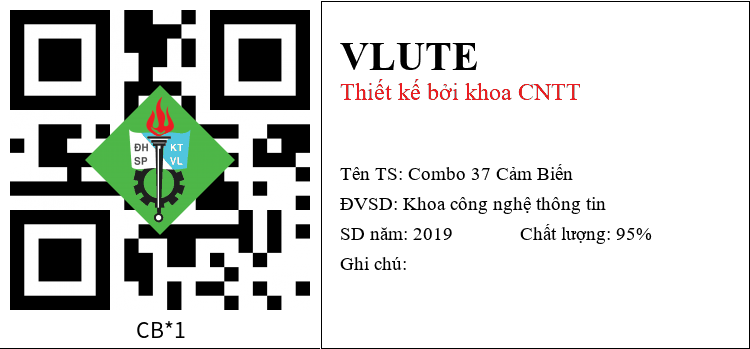 ĐH KT
SP VL
CB*1
VLUTE
Thiết kế bởi khoa CNTT
Tên TS: Combo 37 Cảm Biến
ĐVSD: Khoa công nghệ thông tin
SD năm: 2019 Chất lượng: 95%
Ghi chú: